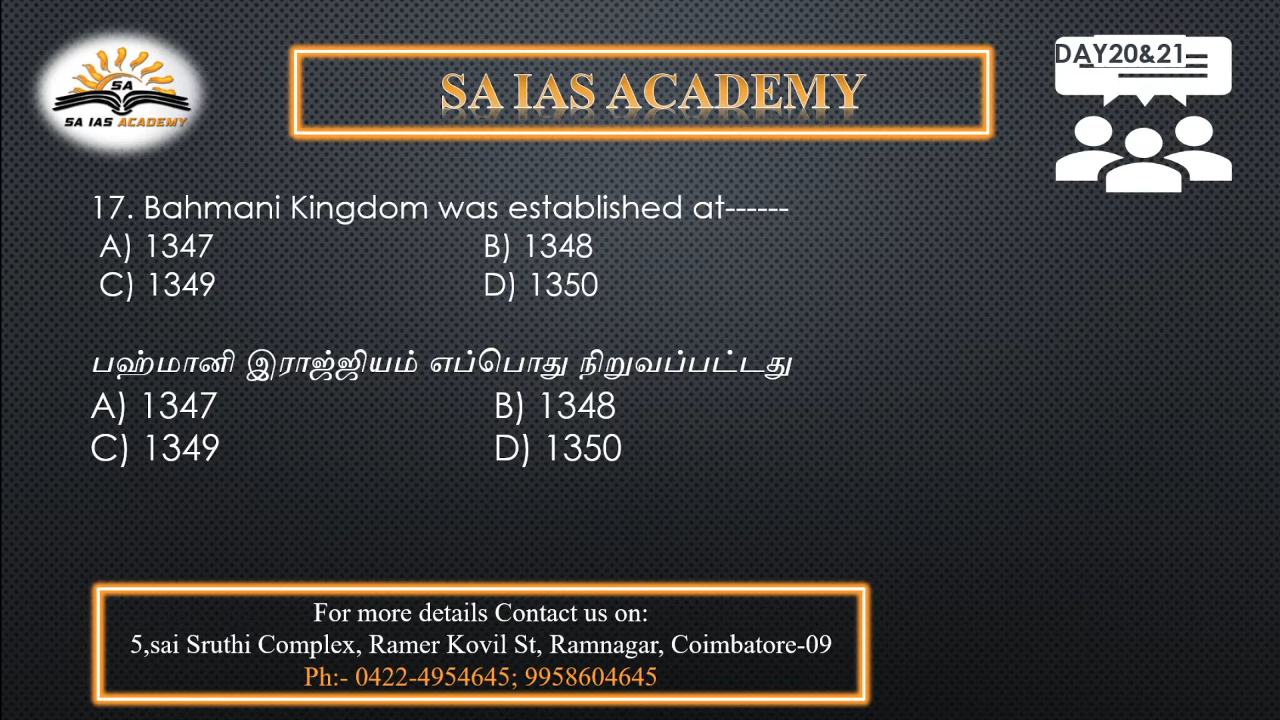 SA
SA IAS ACADEMY
SA IAS ACADEMY
DAY20&21
17. Bahmani Kingdom was established at------
A) 1347 B) 1348
C) 1349 D) 1350
பஹ்மானி இராஜ்ஜியம் எப்பொது நிறுவப்பட்டது
A) 1347 B) 1348
C) 1349 D) 1350
For more details Contact us on:
5,sai Sruthi Complex, Ramer Kovil St, Ramnagar, Coimbatore-09
Ph:- 0422-4954645; 9958604645